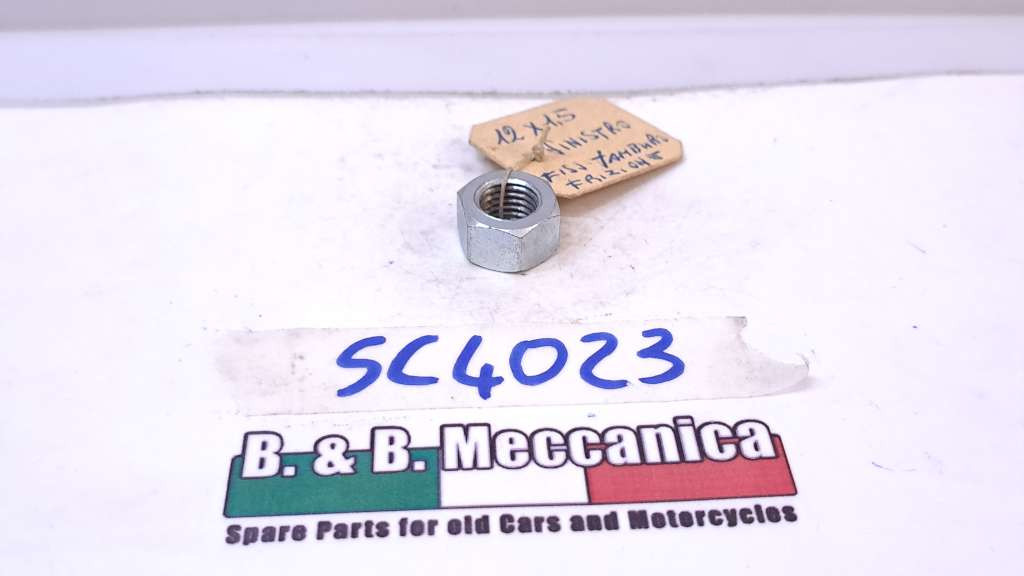 12 X 1,5
SINISTRO
FISS TAMBURO
FRIZIONE
SC4023
B. & B. Meccanica
Spare Parts for old Cars and Motorcycles